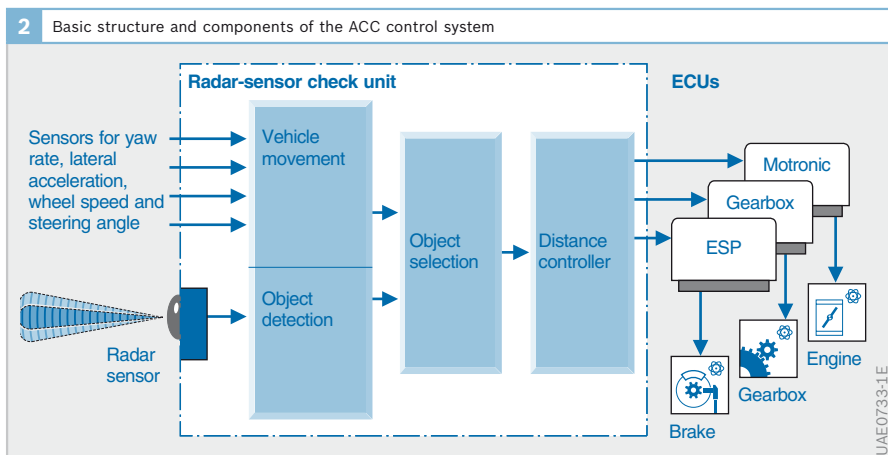 2 Basic structure and components of the ACC control system
Radar-sensor check unit
ECUs
Sensors for yaw
rate, lateral
acceleration,
wheel speed and
steering angle
Vehicle
movement
Object
detection
Radar
sensor
Object
selection
Distance
controller
Motronic
Gearbox
ESP
Engine
Gearbox
Brake
UAE0733-1E